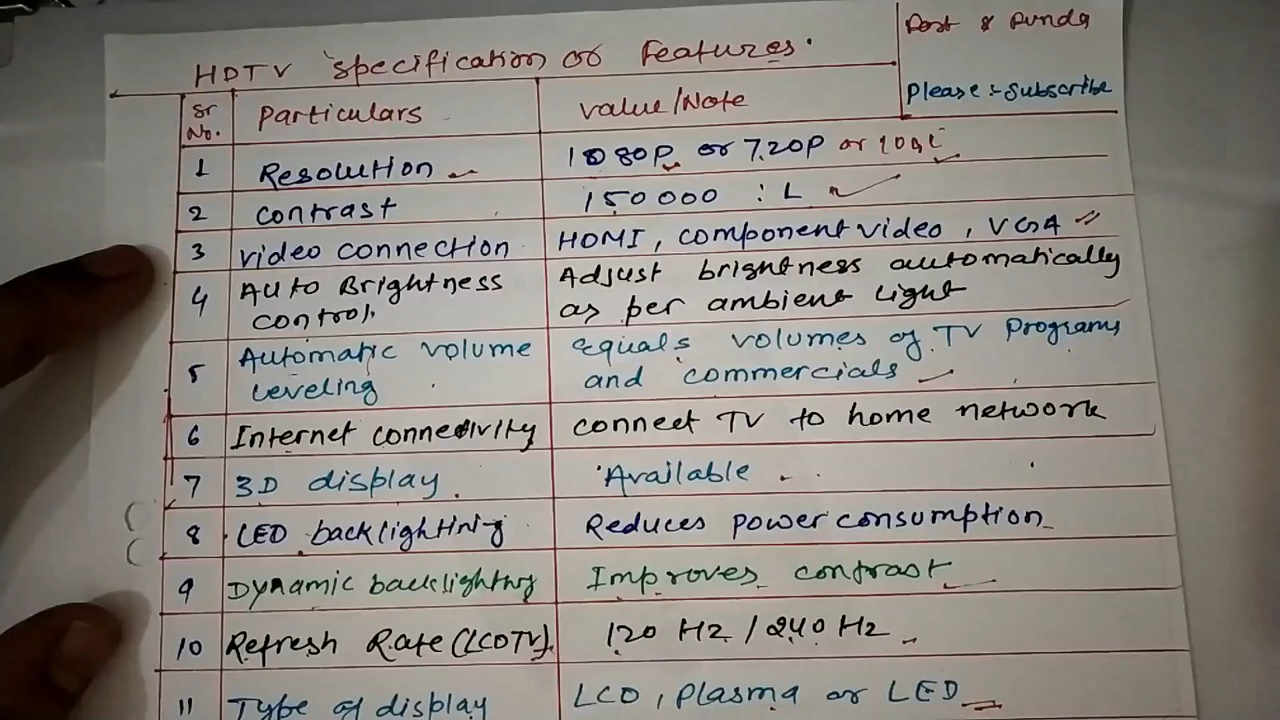 HDTV specification or Features.
Post & Funda
Please :- Subscribe
Sr No. Particulars Value/Note
1 Resolution 1080P or 720P or 1080i
2 Contrast 150000 : 1
3 Video connection HDMI, component video, VGA
4 Auto Brightness control. Adjust brightness automatically
as per ambient light
5 Automatic volume leveling equals volumes of TV programs
and commercials
6 Internet connectivity connect TV to home network
7 3D display. Available.
8 LED backlighting Reduces power consumption
9 Dynamic backlighting Improves contrast
10 Refresh Rate (LCDTV). 120 Hz / 240 Hz
11 Type of display LCD, plasma or LED